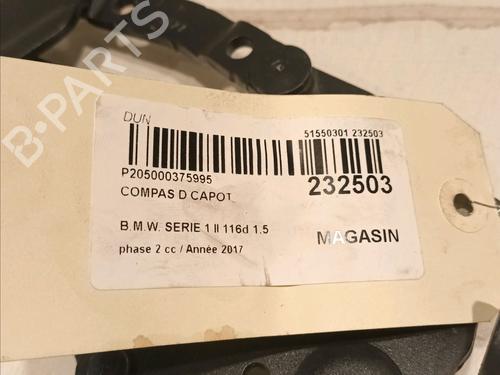 DUN
51550301 232503
P205000375995
232503
COMPAS D CAPOT
B.M.W. SERIE 1 II 116d 1.5
MAGASIN
phase 2 cc / Année 2017
B-PARTS